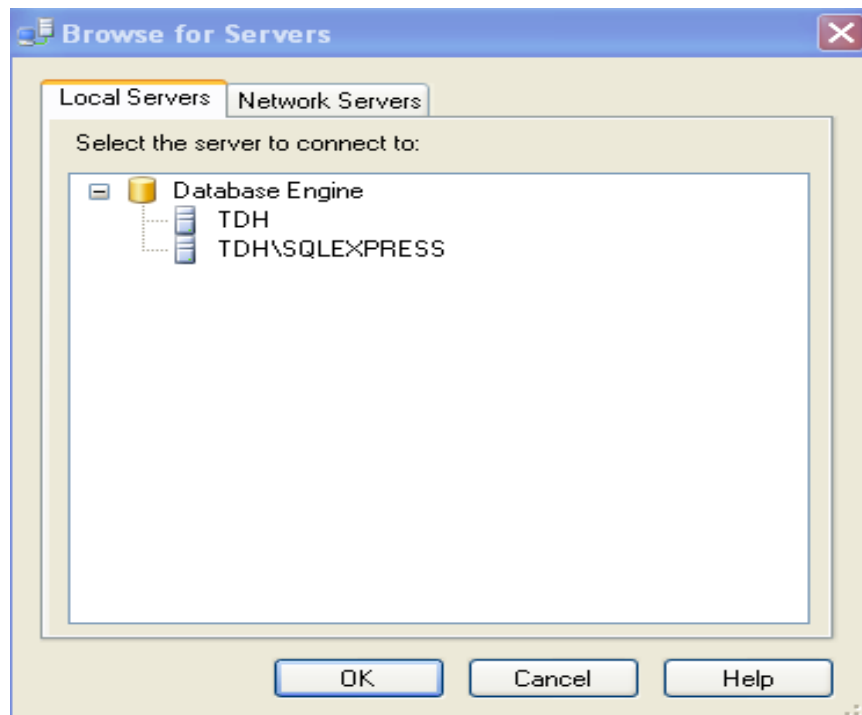 Browse for Servers
Local Servers Network Servers
Select the server to connect to:
Database Engine
TDH
TDH\SQLEXPRESS
OK Cancel Help